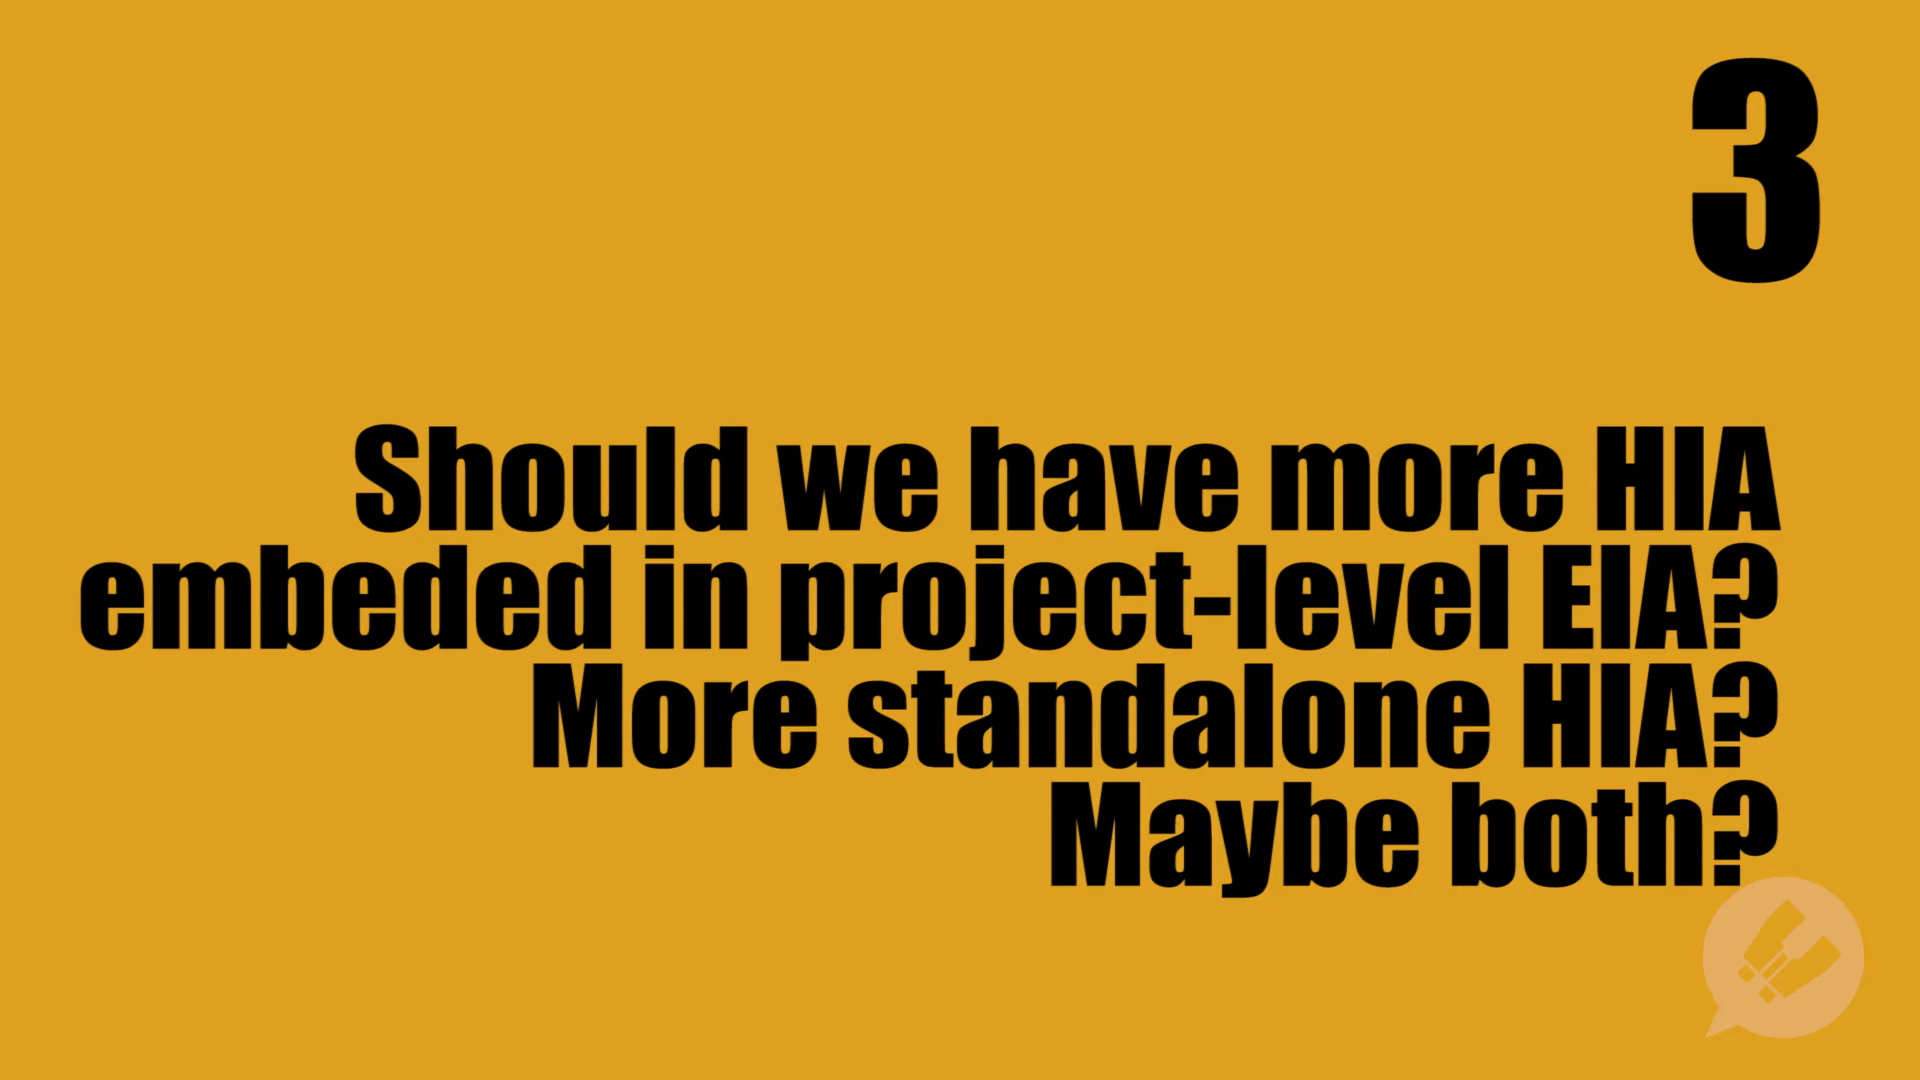 3
Should we have more HIA
embeded in project-level EIA?
More standalone HIA?
Maybe both?